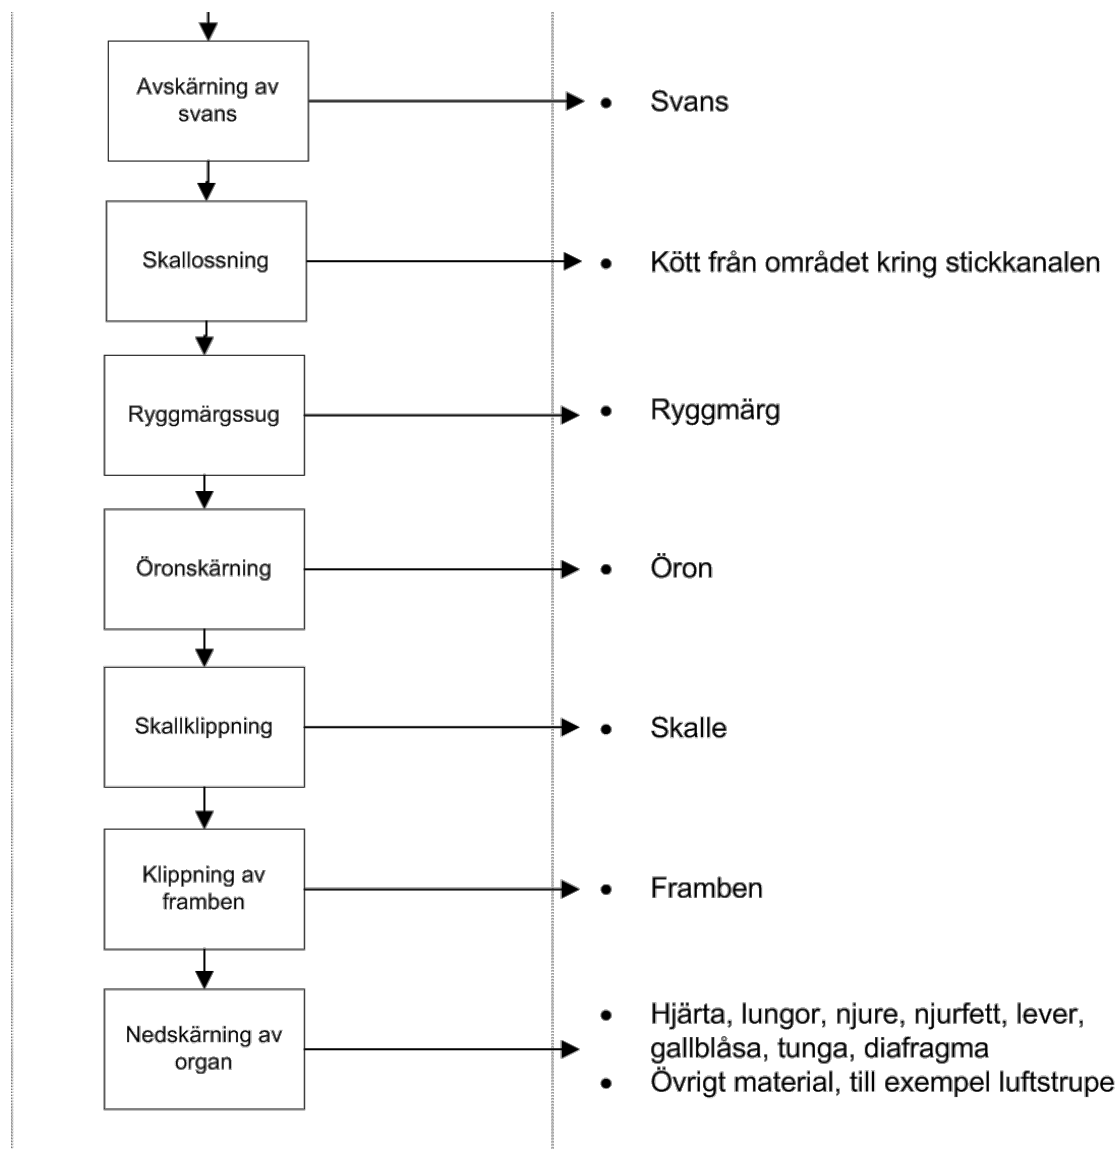 Avskärning av
svans
• Svans
Skallossning
• Kött från området kring stickkanalen
Ryggmärgssug
• Ryggmärg
Öronskärning
• Öron
Skallklippning
• Skalle
Klippning av
framben
• Framben
Nedskärning av
organ
• Hjärta, lungor, njure, njurfett, lever,
gallblåsa, tunga, diafragma
• Övrigt material, till exempel luftstrupe